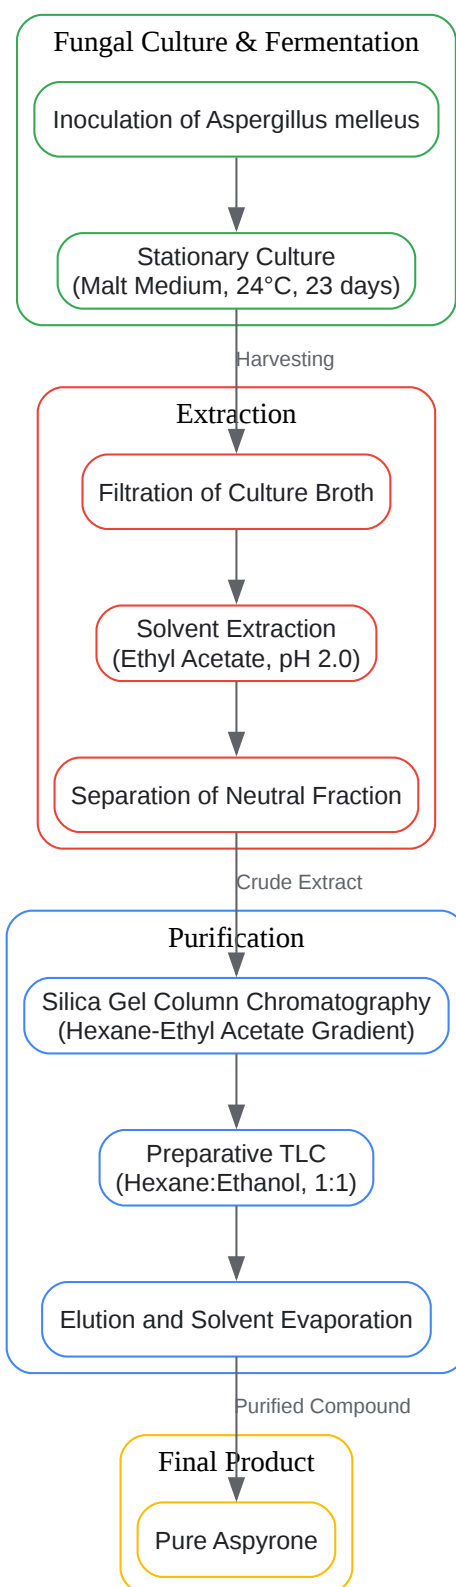 Fungal Culture & Fermentation
Inoculation of Aspergillus melleus
Stationary Culture
(Malt Medium, 24°C, 23 days)
Harvesting
Extraction
Filtration of Culture Broth
Solvent Extraction
(Ethyl Acetate, pH 2.0)
Separation of Neutral Fraction
Crude Extract
Purification
Silica Gel Column Chromatography
(Hexane-Ethyl Acetate Gradient)
Preparative TLC
(Hexane:Ethanol, 1:1)
Elution and Solvent Evaporation
Purified Compound
Final Product
Pure Aspyrone